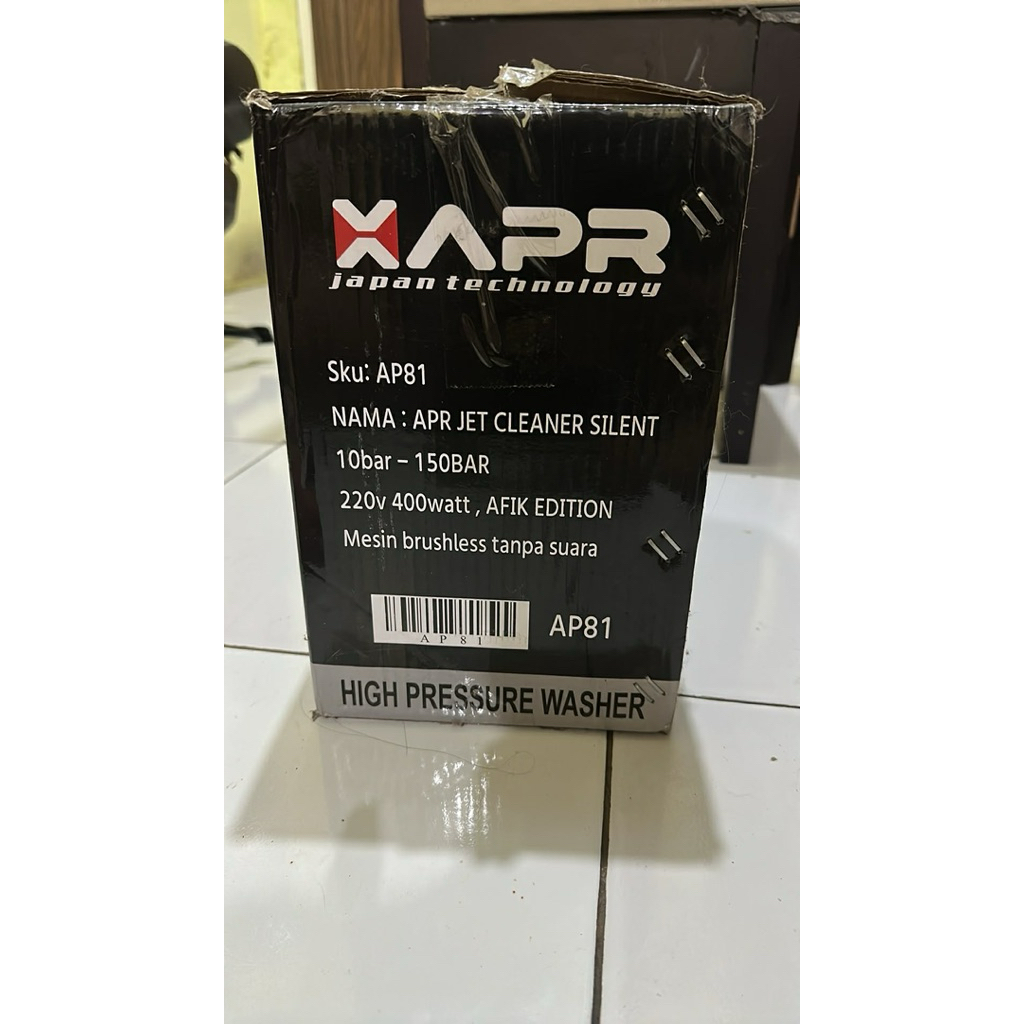 XAPR
japan technology
Sku: AP81
NAMA : APR JET CLEANER SILENT
10bar – 150BAR
220v 400watt , AFIK EDITION
Mesin brushless tanpa suara
AP81
AP81
HIGH PRESSURE WASHER